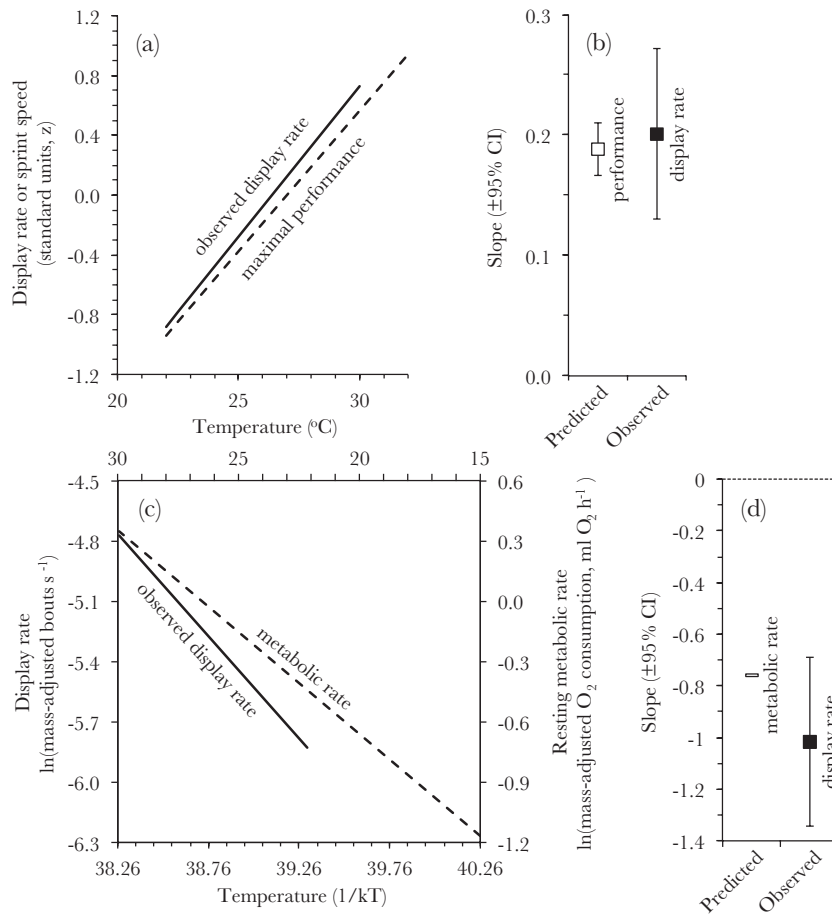 (a)
Display rate or sprint speed
(standard units, z)
1.2
0.8
0.4
0.0
-0.4
-0.8
-1.2
observed display rate
maximal performance
20
25
30
Temperature (ºC)
(b)
Slope (±95% CI)
0.3
0.2
0.1
0.0
performance
display rate
Predicted
Observed
(c)
30
25
20
15
Display rate
ln(mass-adjusted bouts s⁻¹)
-4.5
-4.8
-5.1
-5.4
-5.7
-6.0
-6.3
observed display rate
metabolic rate
0.6
0.3
0.0
-0.3
-0.6
-0.9
-1.2
Resting metabolic rate
ln(mass-adjusted O₂ consumption, ml O₂ h⁻¹)
38.26
38.76
39.26
39.76
40.26
Temperature (1/kT)
(d)
Slope (±95% CI)
0
-0.2
-0.4
-0.6
-0.8
-1
-1.2
-1.4
metabolic rate
display rate
Predicted
Observed